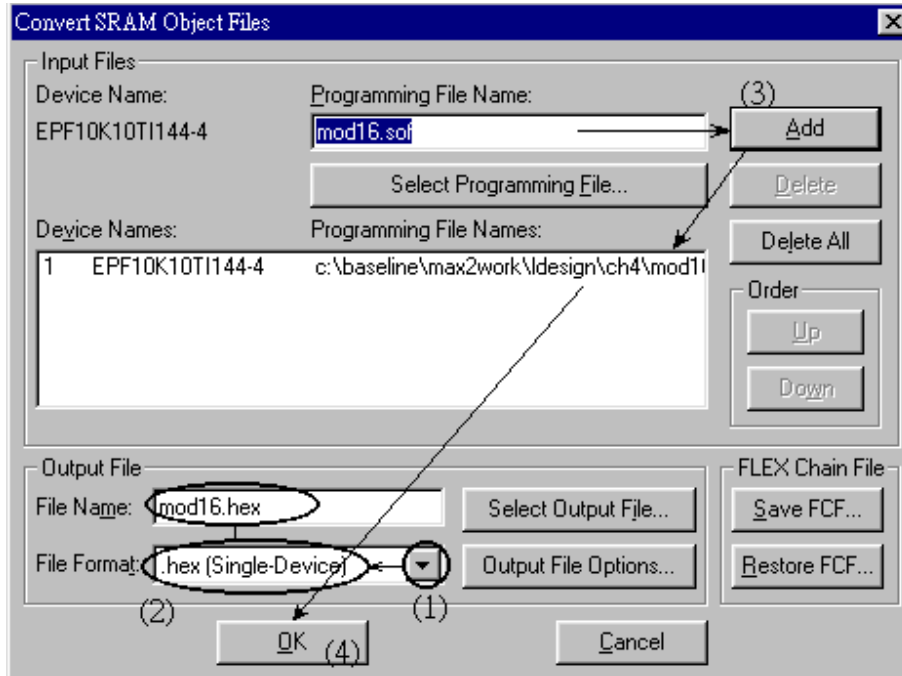 Convert SRAM Object Files
Input Files
Device Name:
Programming File Name:
(3)
EPF10K10TI144-4
mod16.sof
Add
Select Programming File...
Delete
Device Names:
Programming File Names:
Delete All
1 EPF10K10TI144-4 c:\baseline\max2work\ldesign\ch4\mod1
Order
Up
Down
Output File
FLEX Chain File
File Name:
mod16.hex
Select Output File...
Save FCF...
File Format:
.hex (Single-Device)
Output File Options...
Restore FCF...
(2)
(1)
OK
(4)
Cancel